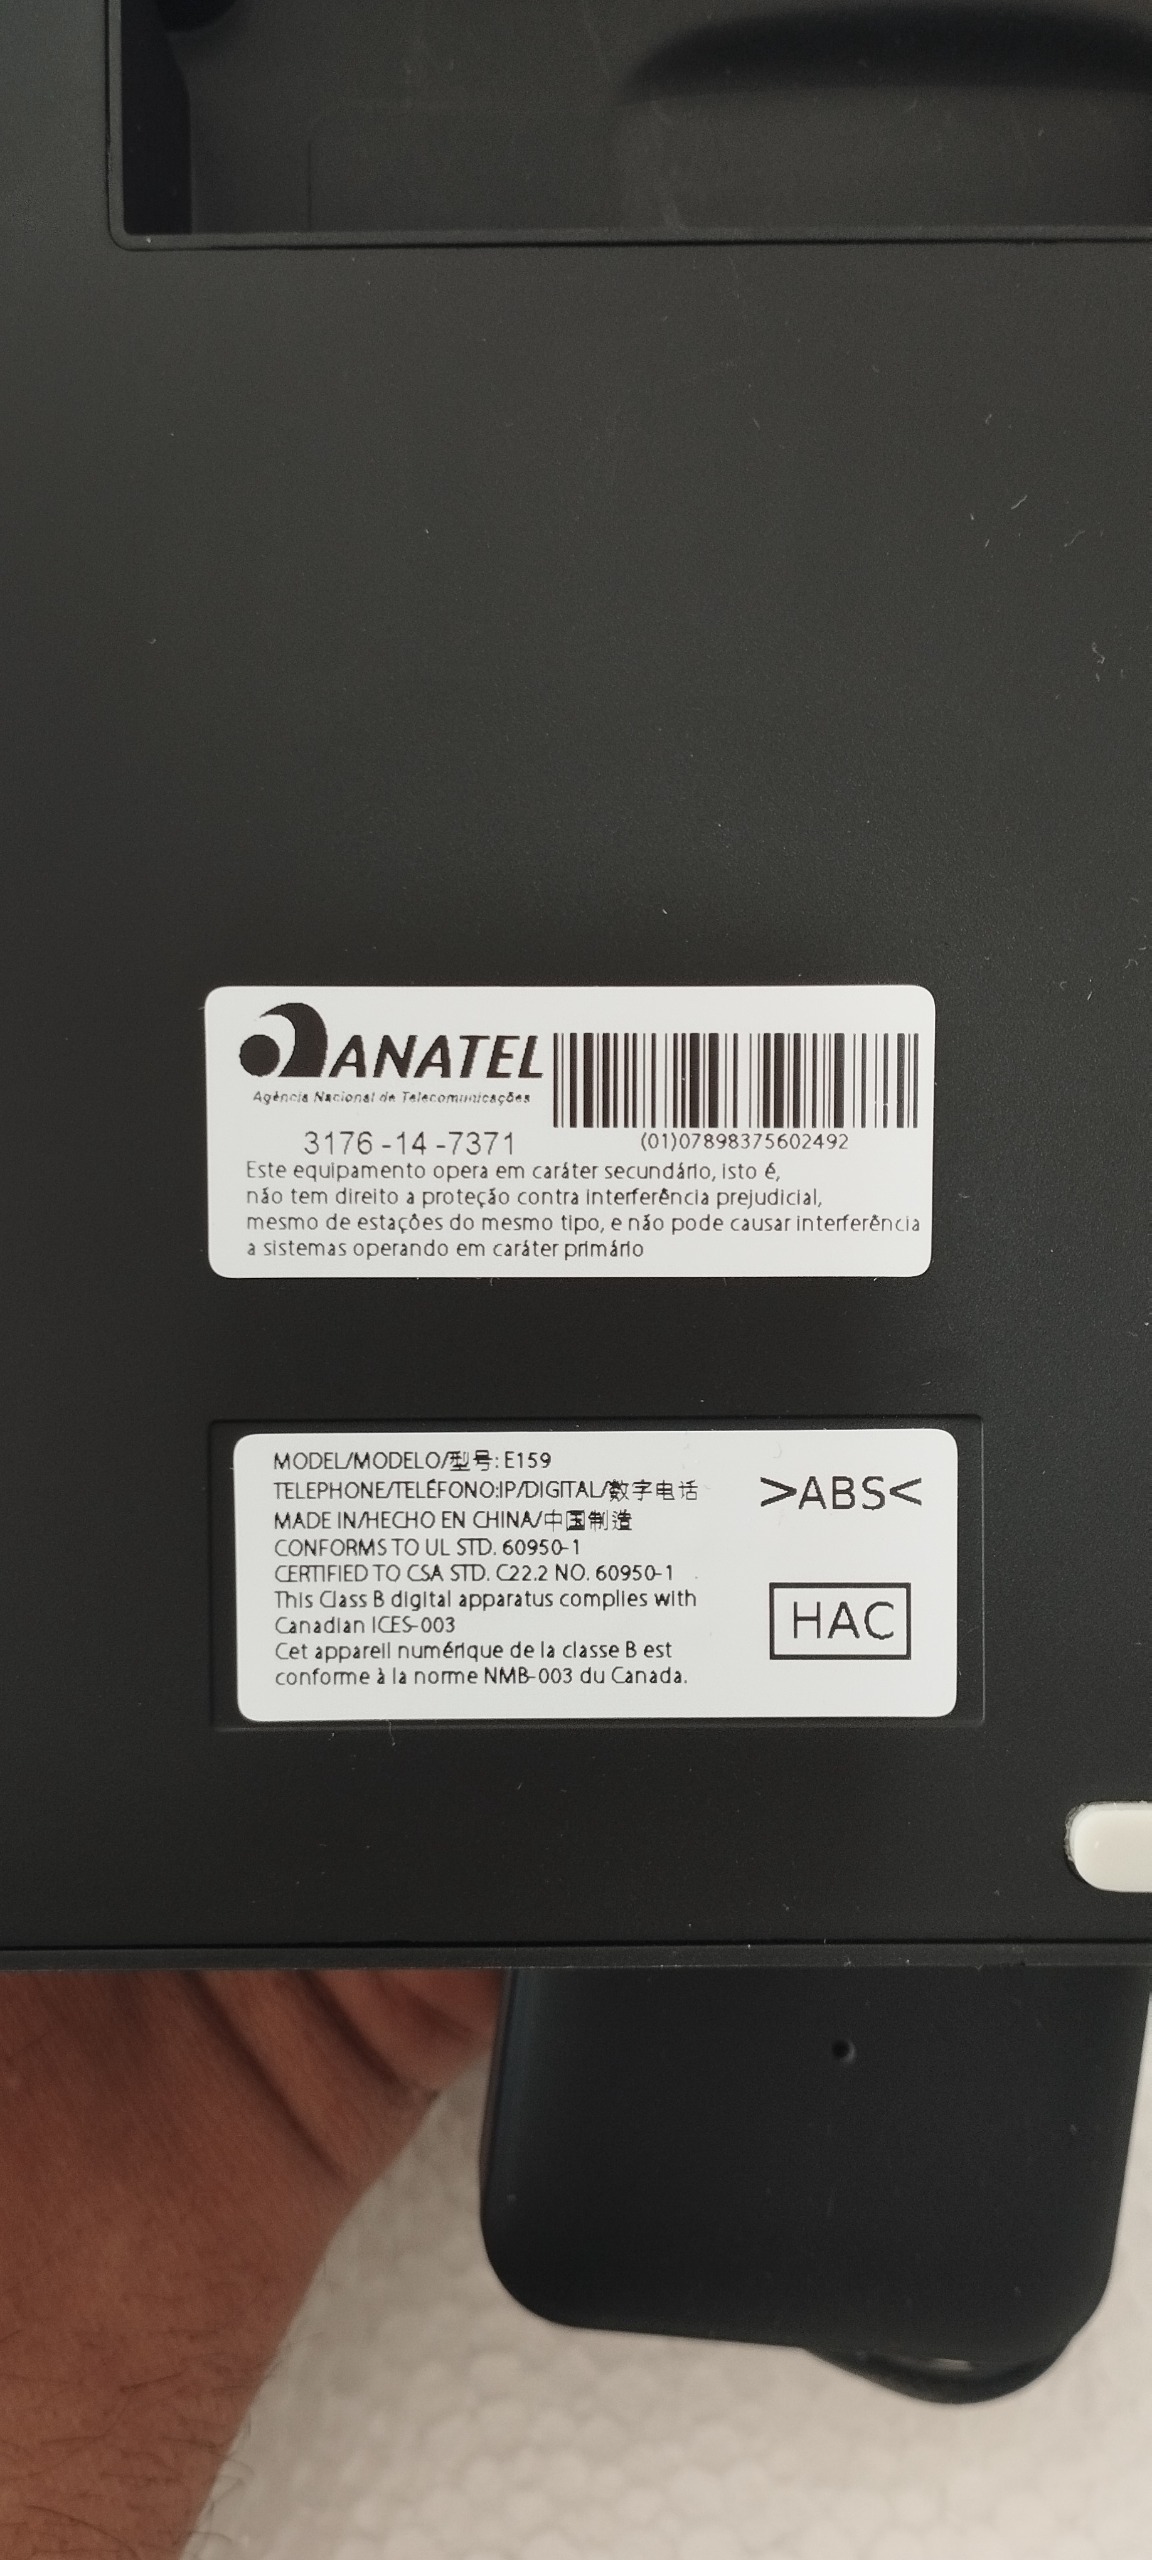 ANATEL
Agência Nacional de Telecomunicações
3176-14-7371
(01)07898375602492
Este equipamento opera em caráter secundário, isto é,
não tem direito a proteção contra interferência prejudicial,
mesmo de estações do mesmo tipo, e não pode causar interferência
a sistemas operando em caráter primário
MODEL/MODELO/型号: E159
TELEPHONE/TELÉFONO:IP/DIGITAL/数字电话
MADE IN/HECHO EN CHINA/中国制造
CONFORMS TO UL STD. 60950-1
CERTIFIED TO CSA STD. C22.2 NO. 60950-1
This Class B digital apparatus complies with
Canadian ICES-003
Cet appareil numérique de la classe B est
conforme à la norme NMB-003 du Canada.
>ABS<
HAC